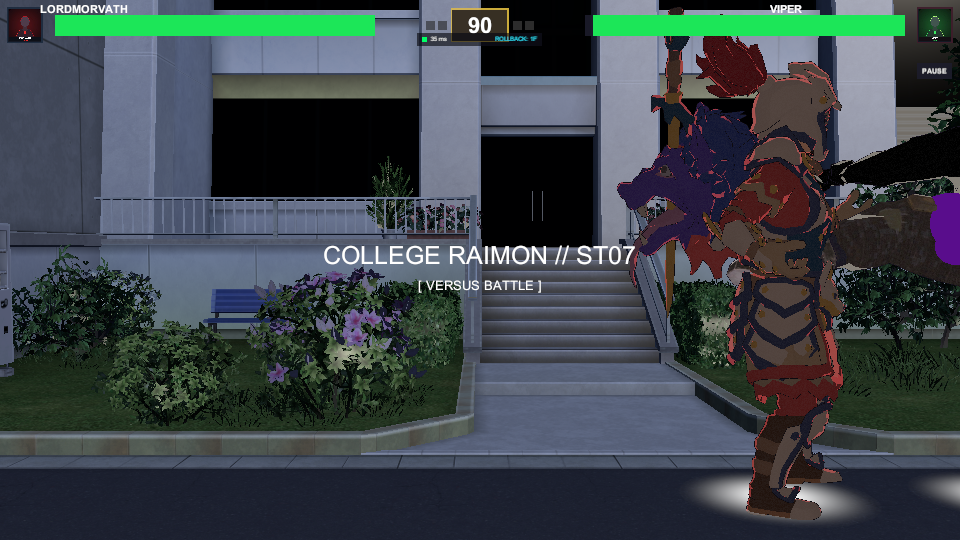 LORDMORVATH
90
VIPER
35 ms
ROLLBACK: 1F
PAUSE
COLLEGE RAIMON // ST07
[ VERSUS BATTLE ]